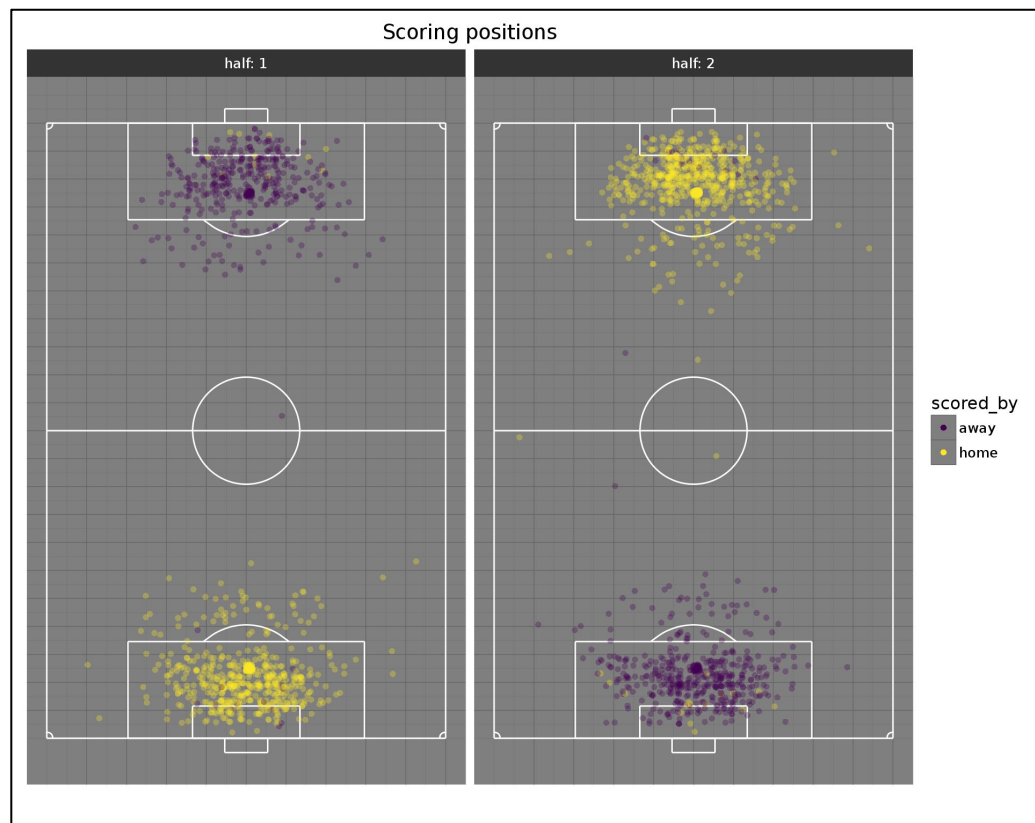 Scoring positions
half: 1
half: 2
scored_by
away
home